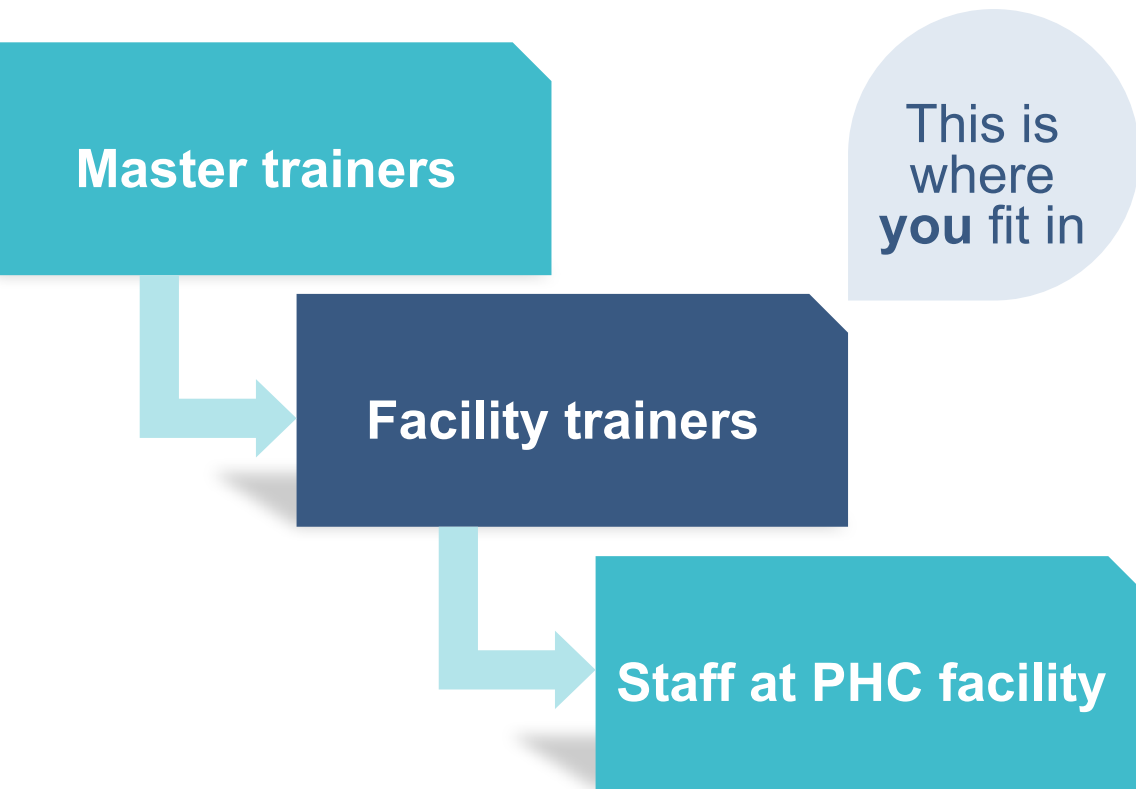 Master trainers
This is
where
you fit in
Facility trainers
Staff at PHC facility